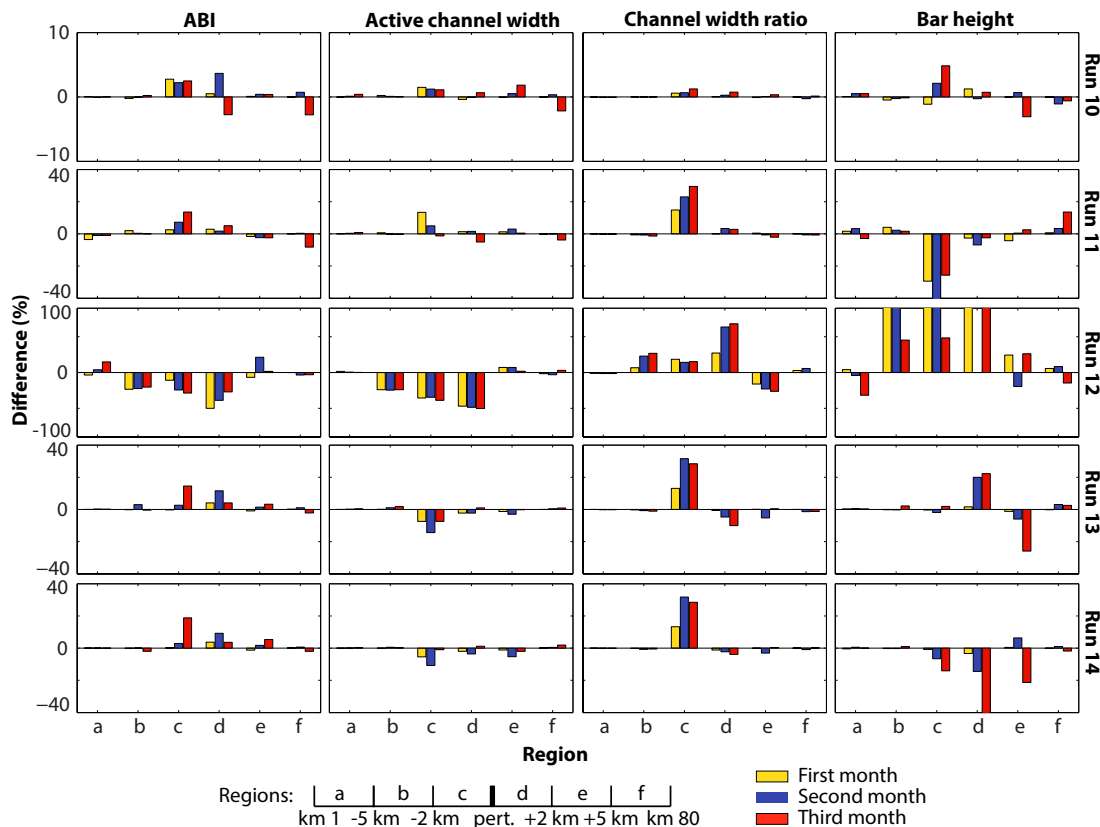 ABI Active channel width Channel width ratio Bar height
10
0
−10
Run 10
40
0
-40
Run 11
100
0
-100
Run 12
40
0
−40
Run 13
40
0
−40
Run 14
Difference (%)
a b c d e f a b c d e f a b c d e f a b c d e f
Region
Regions: a b c d e f
km 1 -5 km -2 km pert. +2 km +5 km km 80
First month
Second month
Third month